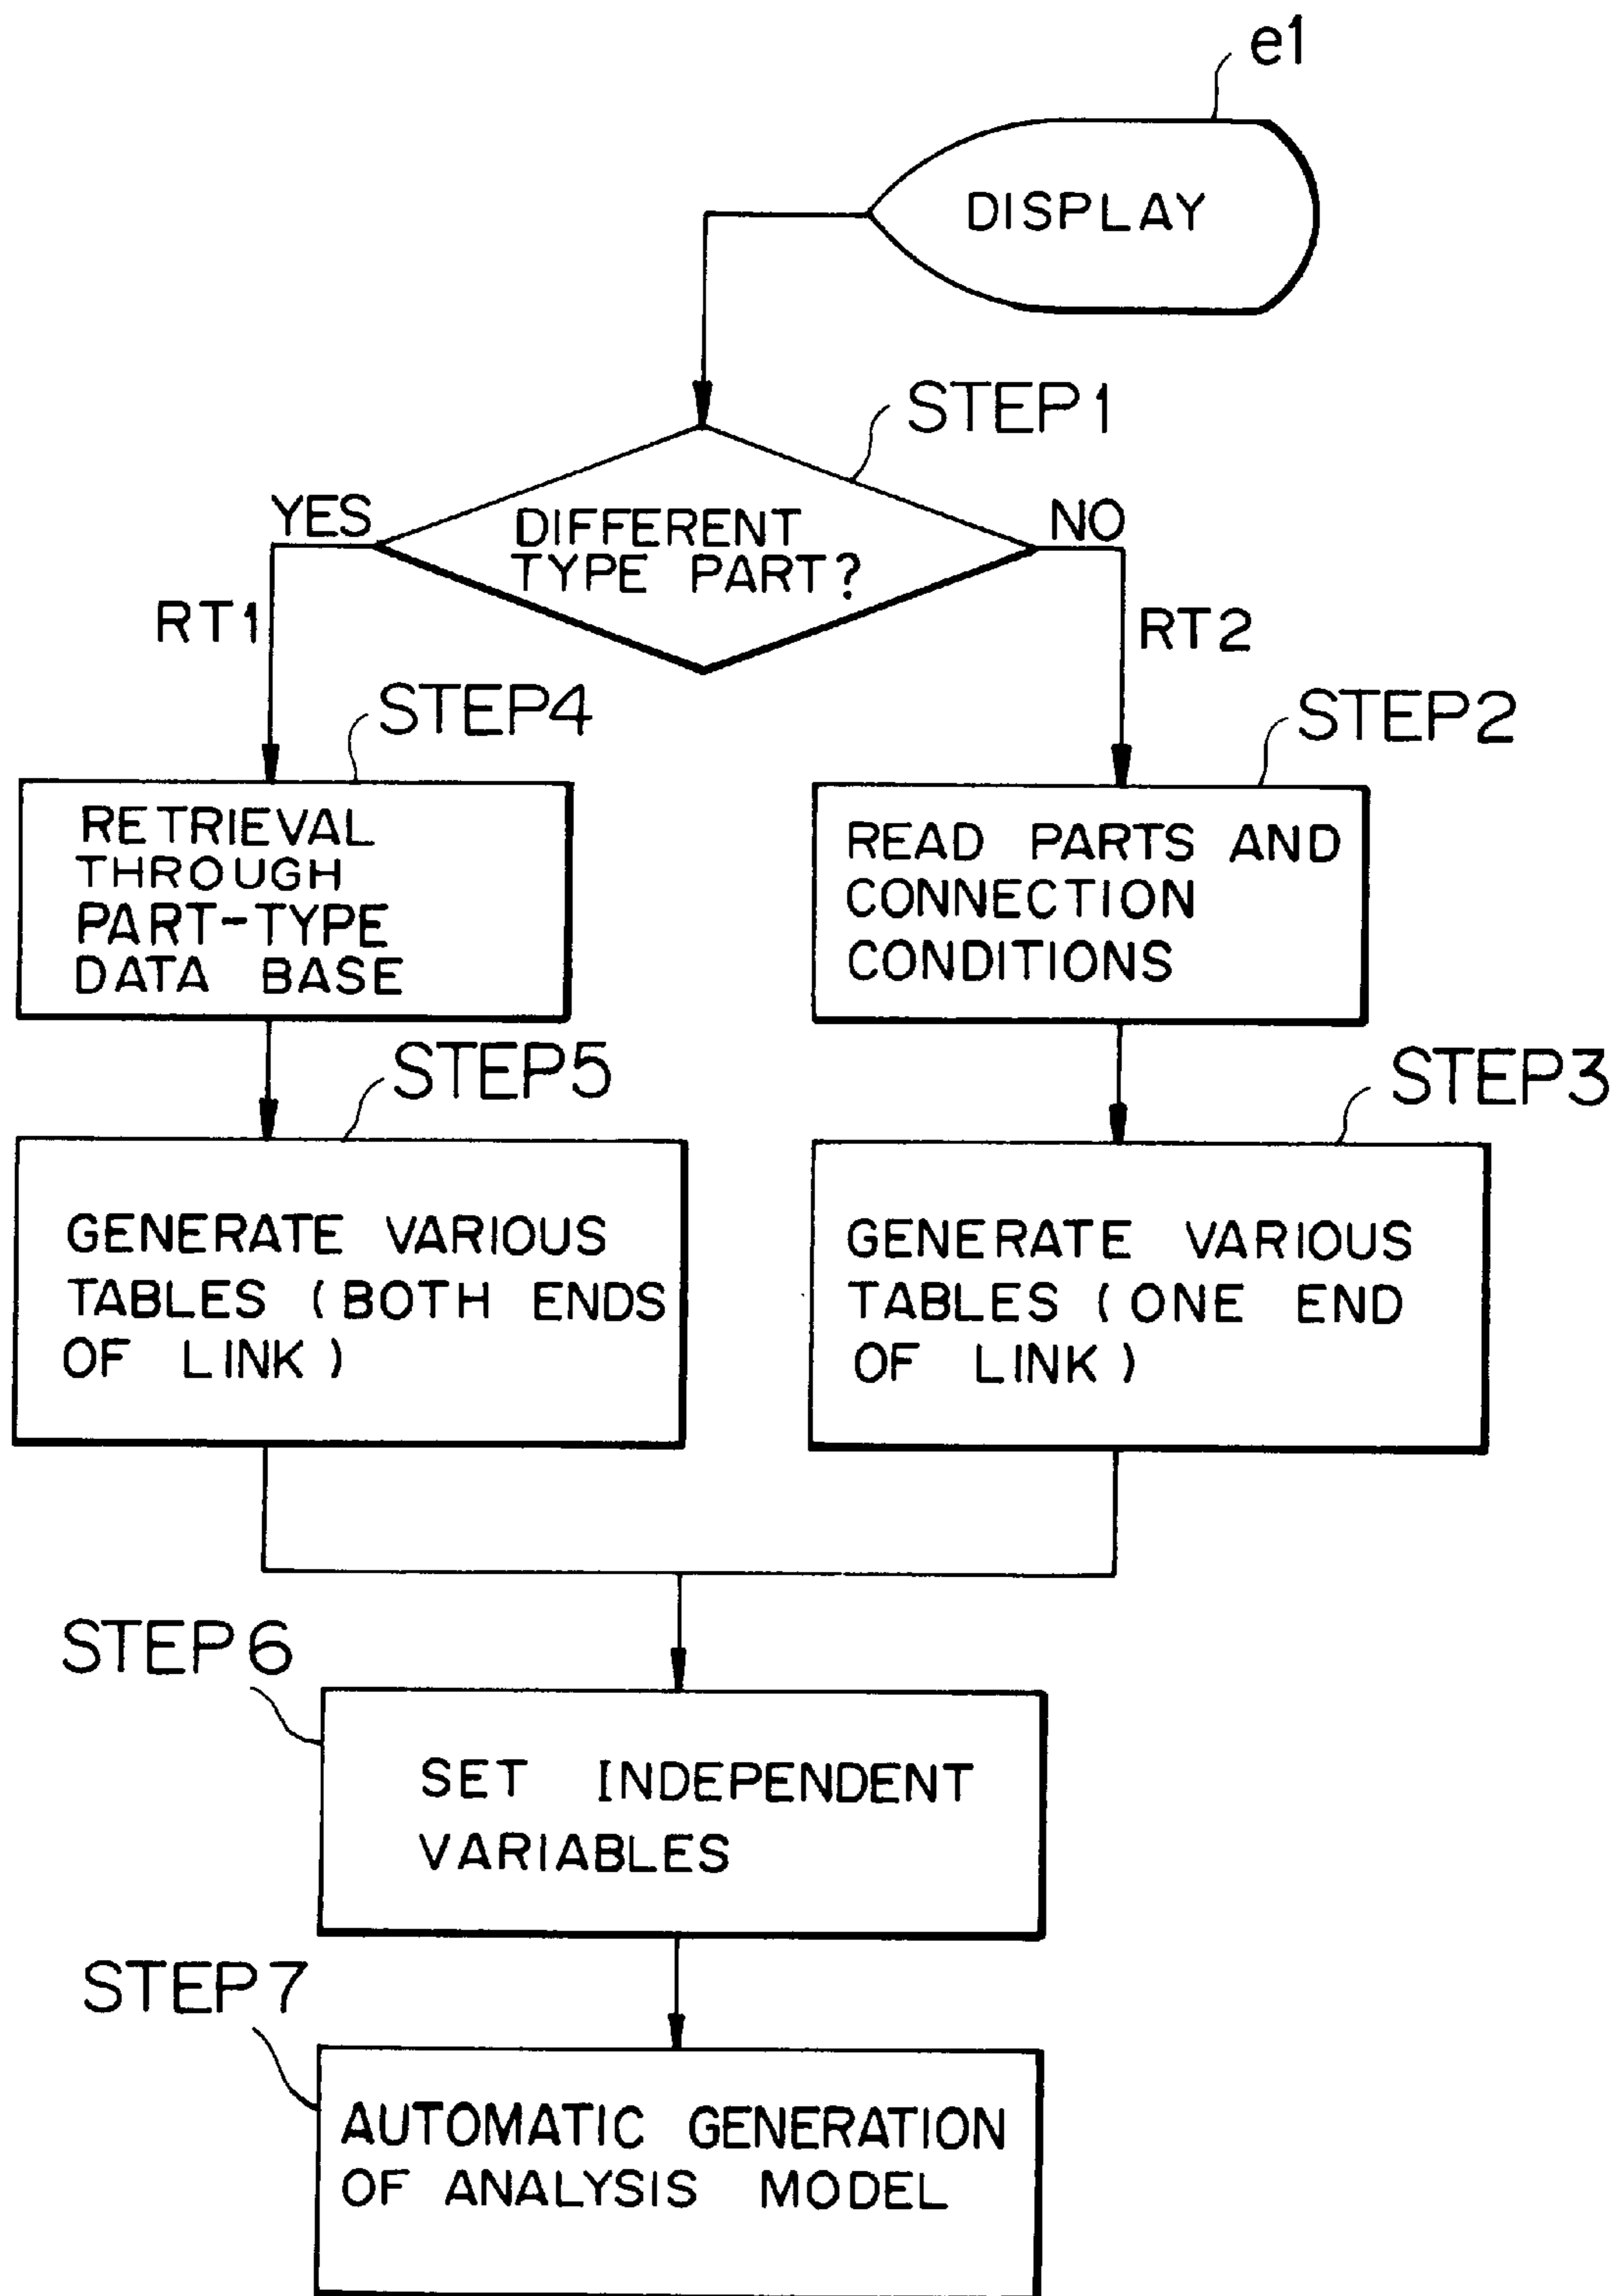 e1
DISPLAY
STEP1
YES
DIFFERENT
TYPE PART?
NO
RT1
RT2
STEP4
STEP2
RETRIEVAL
THROUGH
PART-TYPE
DATA BASE
READ PARTS AND
CONNECTION
CONDITIONS
STEP5
STEP3
GENERATE VARIOUS
TABLES (BOTH ENDS
OF LINK)
GENERATE VARIOUS
TABLES (ONE END
OF LINK)
STEP6
SET INDEPENDENT
VARIABLES
STEP7
AUTOMATIC GENERATION
OF ANALYSIS MODEL